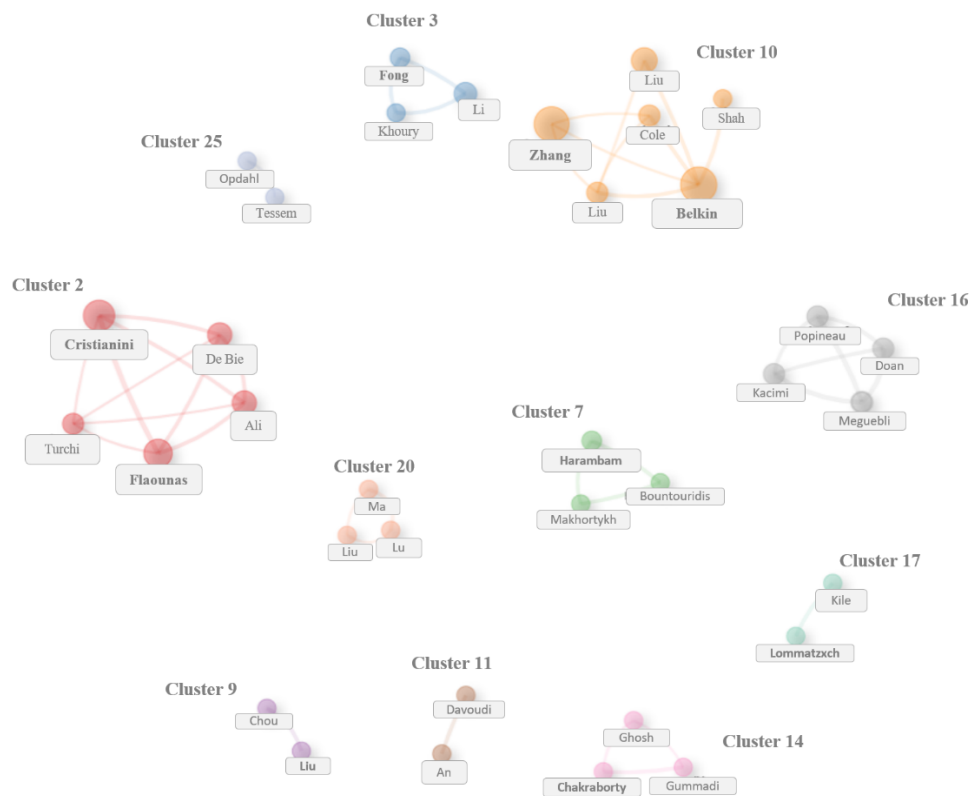 Cluster 3
Fong
Li
Khoury
Cluster 10
Liu
Shah
Cole
Zhang
Liu
Belkin
Cluster 25
Opdahl
Tessem
Cluster 2
Cristianini
De Bie
Ali
Turchi
Flaounas
Cluster 16
Popineau
Doan
Kacimi
Meguebli
Cluster 7
Harambam
Bountouridis
Makhortykh
Cluster 20
Ma
Liu
Lu
Cluster 17
Kile
Lommatzxch
Cluster 9
Chou
Liu
Cluster 11
Davoudi
An
Cluster 14
Ghosh
Chakraborty
Gummadi